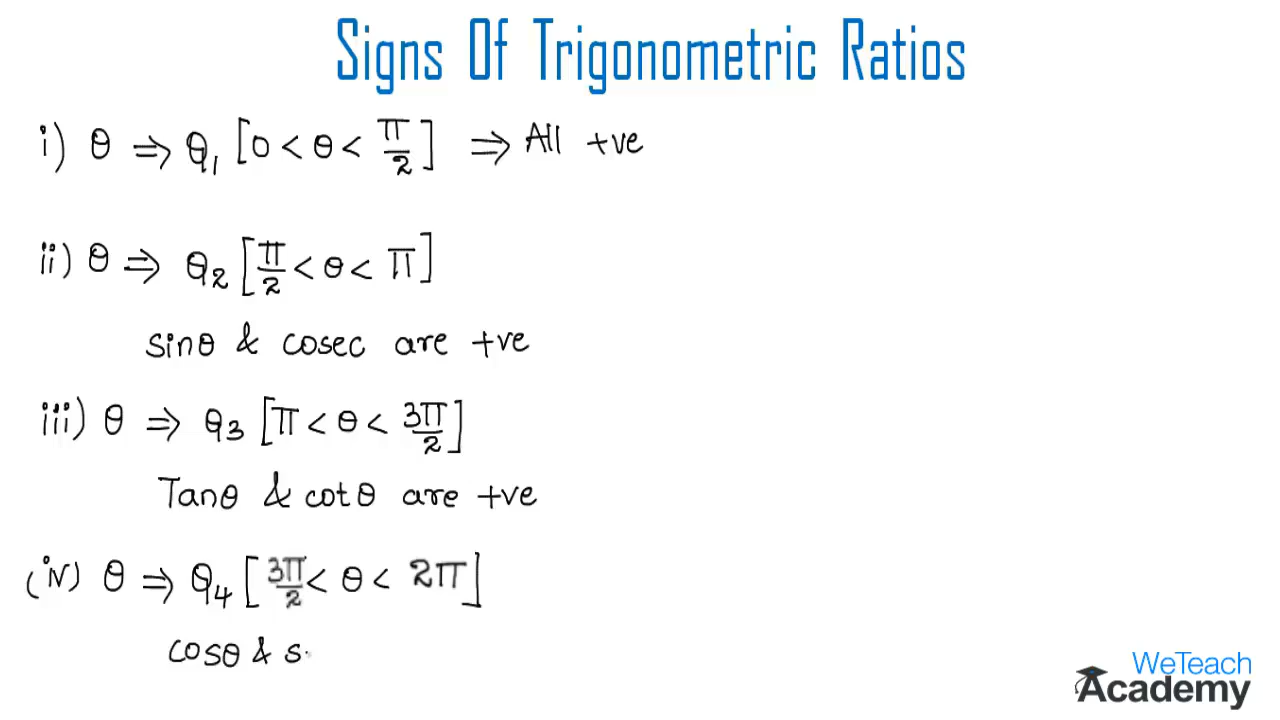 Signs Of Trigonometric Ratios
i) θ ⇒ Q₁ [0 < θ < π/2] ⇒ All +ve
ii) θ ⇒ Q₂ [π/2 < θ < π]
sinθ & cosec are +ve
iii) θ ⇒ Q₃ [π < θ < 3π/2]
Tanθ & cotθ are +ve
(iv) θ ⇒ Q₄ [3π/2 < θ < 2π]
cosθ & s
WeTeach
Academy